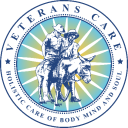 VETERANS CARE
HOLISTIC CARE OF BODY MIND AND SOUL